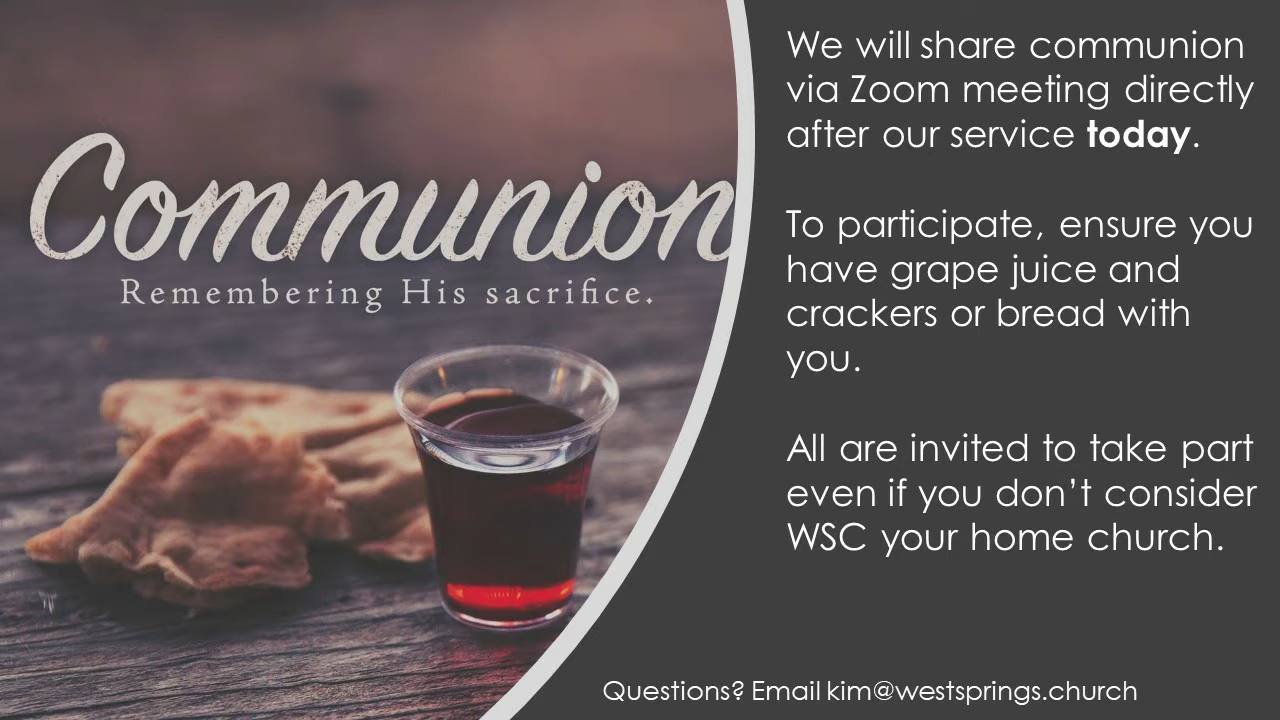 Communion
Remembering His sacrifice.
We will share communion
via Zoom meeting directly
after our service today.
To participate, ensure you
have grape juice and
crackers or bread with
you.
All are invited to take part
even if you don’t consider
WSC your home church.
Questions? Email kim@westsprings.church